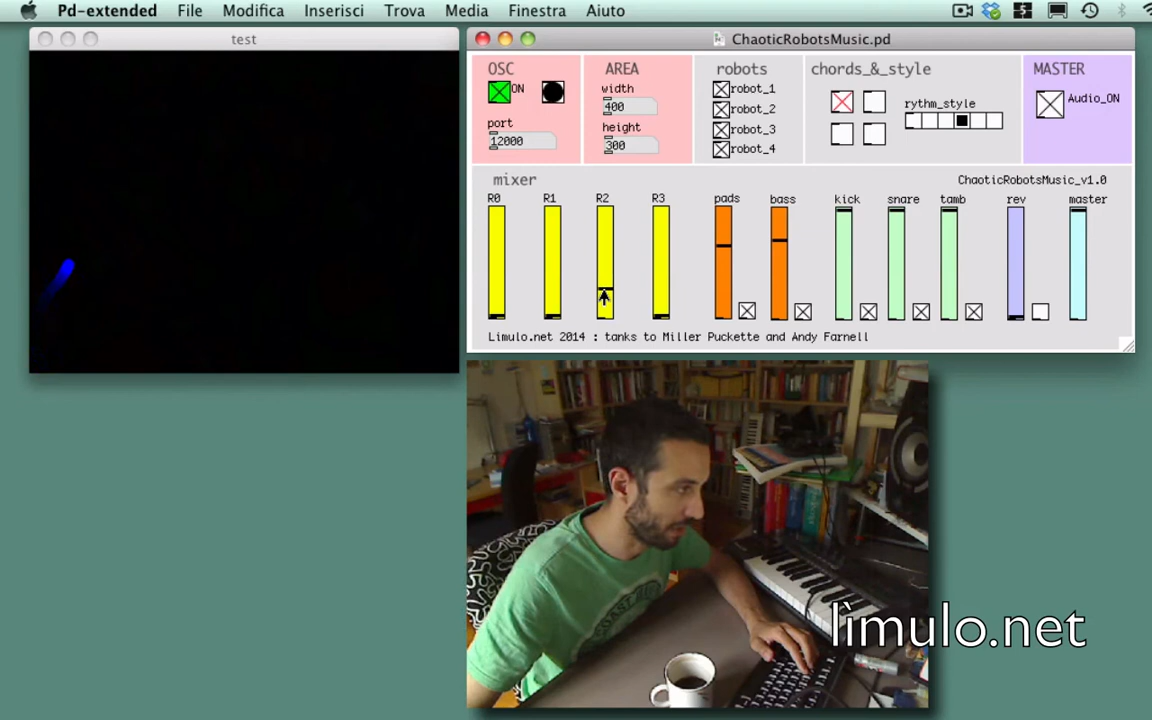 Pd-extended File Modifica Inserisci Trova Media Finestra Aiuto
test
ChaoticRobotsMusic.pd
OSC
ON
port
12000
AREA
width
400
height
300
robots
robot_1
robot_2
robot_3
robot_4
chords_&_style
rythm_style
MASTER
Audio_ON
mixer
ChaoticRobotsMusic_v1.0
R0 R1 R2 R3 pads bass kick snare tamb rev master
Limulo.net 2014 : tanks to Miller Puckette and Andy Farnell
lìmulo.net